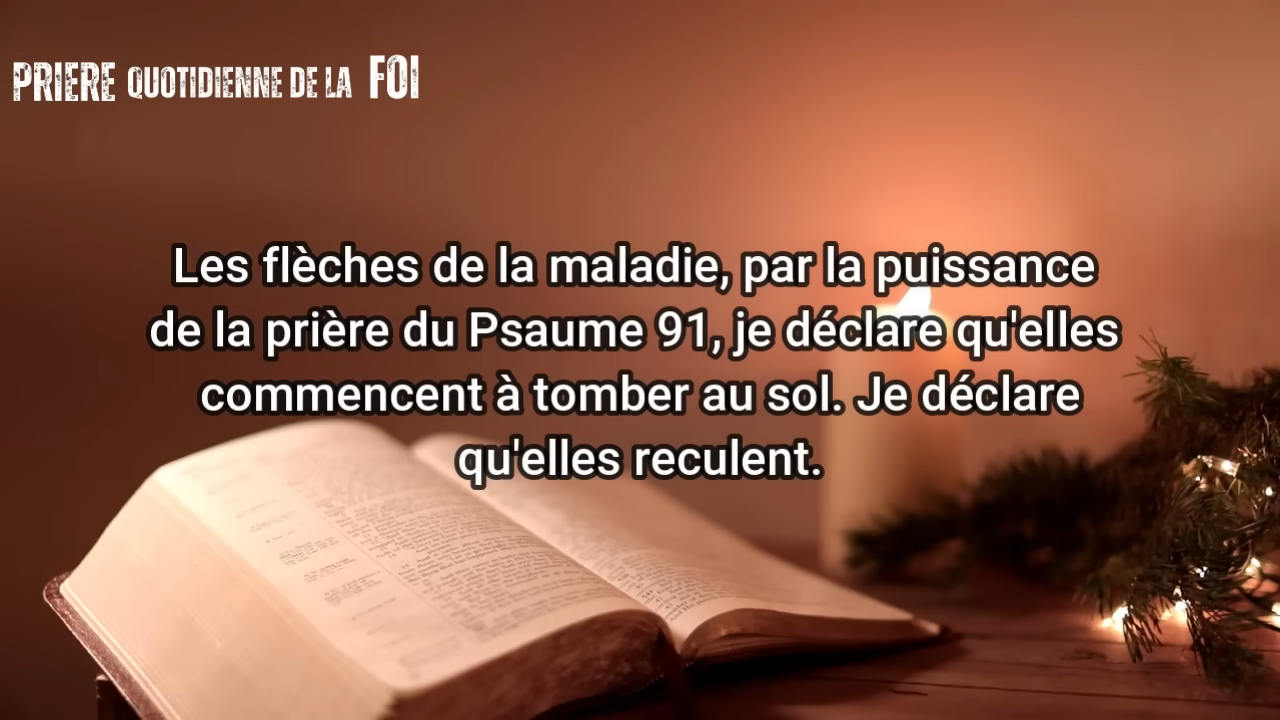 PRIERE QUOTIDIENNE DE LA FOI
Les flèches de la maladie, par la puissance
de la prière du Psaume 91, je déclare qu'elles
commencent à tomber au sol. Je déclare
qu'elles reculent.